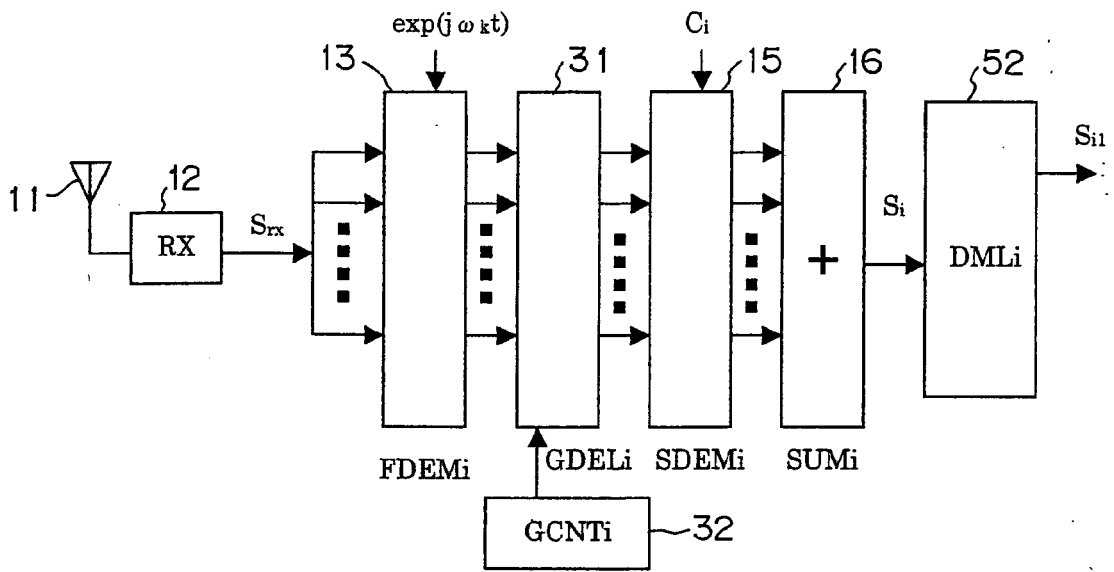 exp(jωkt)
Ci
13
31
15
16
52
11
12
RX
Srx
+
Si
DMLi
Si1
FDEMi
GDELi
SDEMi
SUMi
GCNTi
32